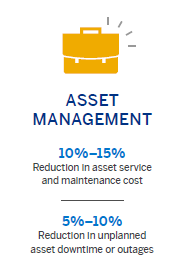 ASSET
MANAGEMENT
10%–15%
Reduction in asset service
and maintenance cost
5%–10%
Reduction in unplanned
asset downtime or outages